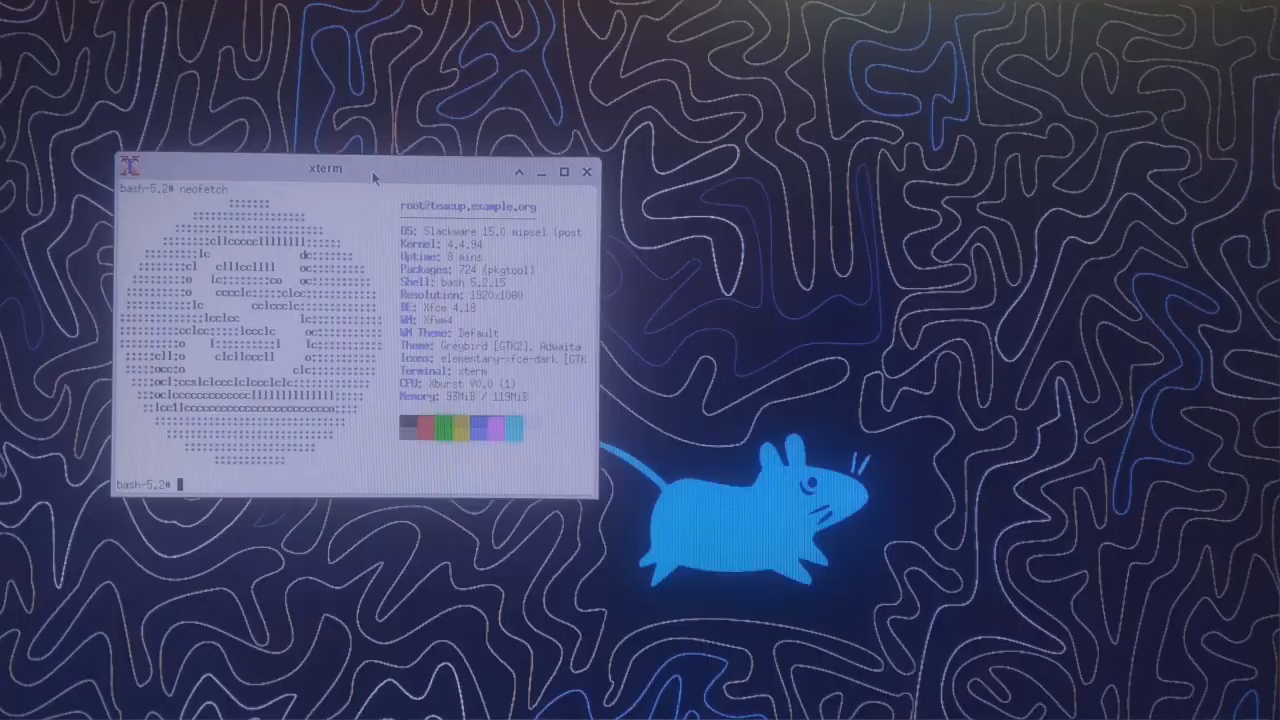 xterm
bash-5.2# neofetch
root@teacup.example.org
OS: Slackware 15.0 mipsel (post
Kernel: 4.4.94
Uptime: 8 mins
Packages: 724 (pkgtool)
Shell: bash 5.2.15
Resolution: 1920x1080
DE: Xfce 4.18
WM: Xfwm4
WM Theme: Default
Theme: Greybird [GTK2], Adwaita
Icons: elementary-xfce-dark [GTK
Terminal: xterm
CPU: Xburst V0.0 (1)
Memory: 93MiB / 119MiB
bash-5.2#